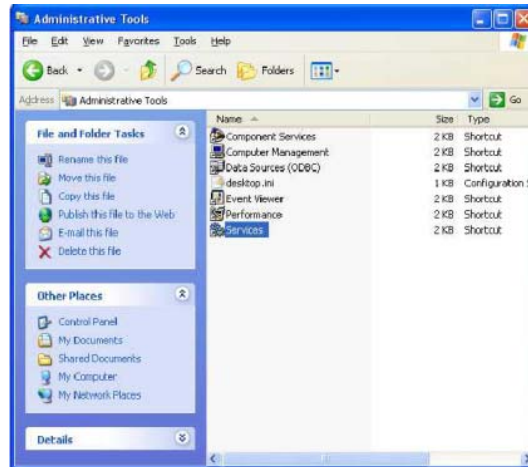 Administrative Tools
File Edit View Favorites Tools Help
Back Search Folders
Address Administrative Tools Go
File and Folder Tasks
Rename this file
Move this file
Copy this file
Publish this file to the Web
E-mail this file
Delete this file
Other Places
Control Panel
My Documents
Shared Documents
My Computer
My Network Places
Details
Name Size Type
Component Services 2 KB Shortcut
Computer Management 2 KB Shortcut
Data Sources (ODBC) 2 KB Shortcut
desktop.ini 1 KB Configuration S
Event Viewer 2 KB Shortcut
Performance 2 KB Shortcut
Services 2 KB Shortcut